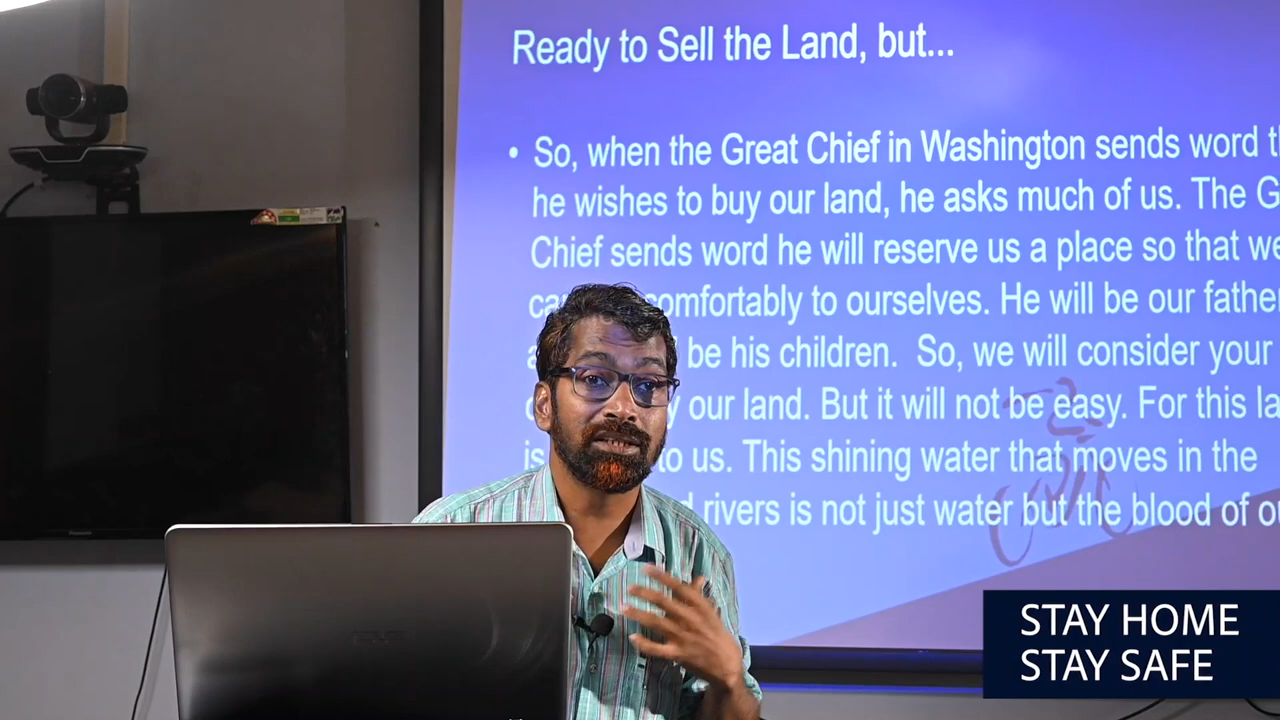 Ready to Sell the Land, but...
• So, when the Great Chief in Washington sends word
he wishes to buy our land, he asks much of us. The
Chief sends word he will reserve us a place so that we
comfortably to ourselves. He will be our father
be his children. So, we will consider your
our land. But it will not be easy. For this
is to us. This shining water that moves in the
rivers is not just water but the blood of
STAY HOME
STAY SAFE